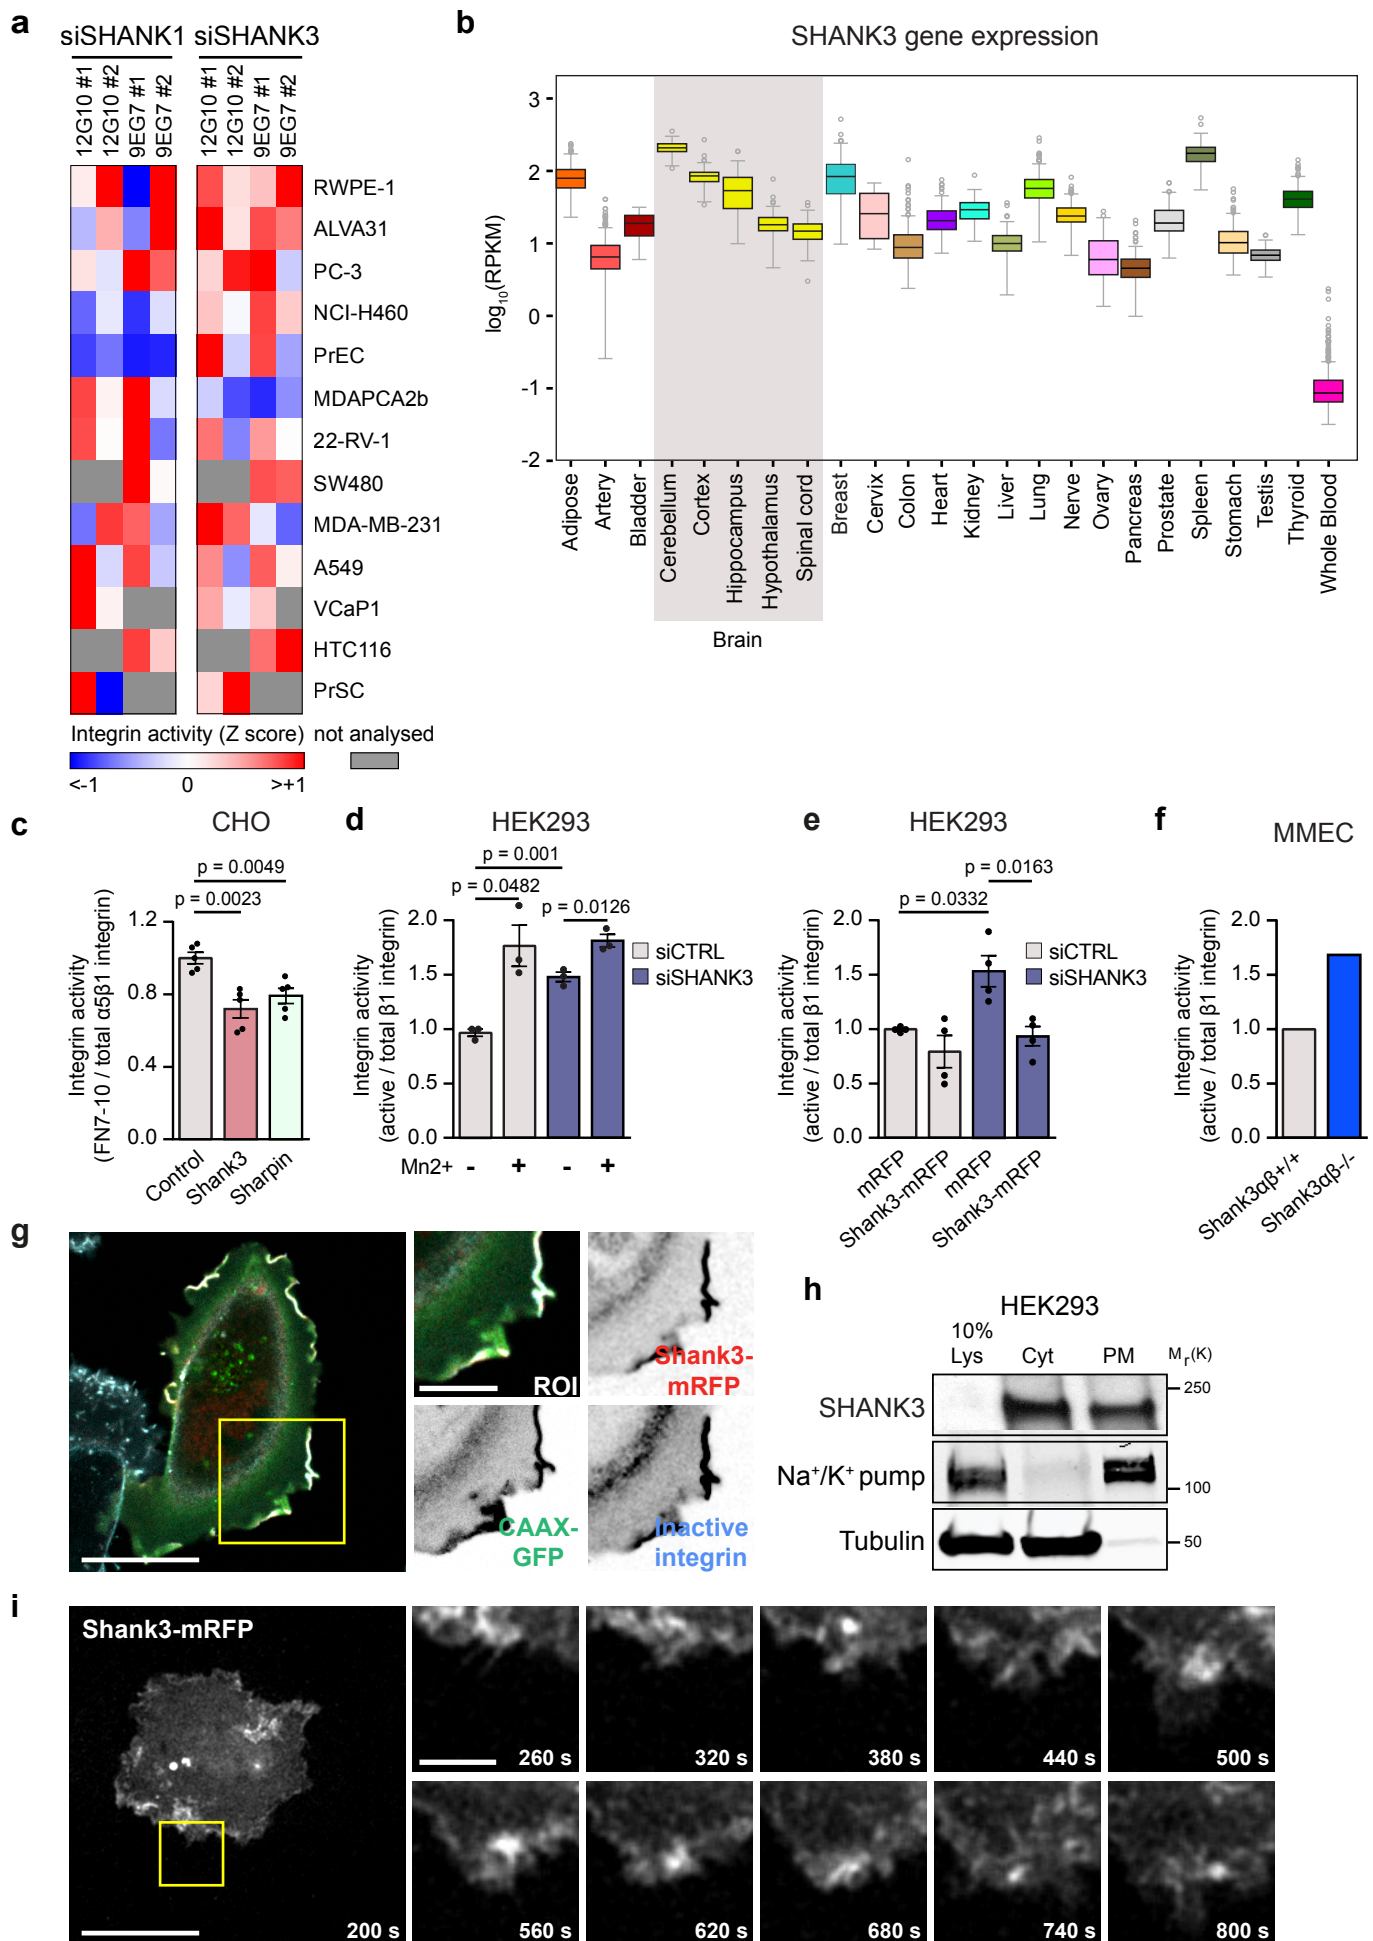 a
siSHANK1 siSHANK3
12G10 #1
12G10 #2
9EG7 #1
9EG7 #2
12G10 #1
12G10 #2
9EG7 #1
9EG7 #2
RWPE-1
ALVA31
PC-3
NCI-H460
PrEC
MDAPCA2b
22-RV-1
SW480
MDA-MB-231
A549
VCaP1
HTC116
PrSC
Integrin activity (Z score) not analysed
<-1 0 >+1
b
SHANK3 gene expression
log10(RPKM)
3
2
1
0
-1
-2
Adipose
Artery
Bladder
Cerebellum
Cortex
Hippocampus
Hypothalamus
Spinal cord
Breast
Cervix
Colon
Heart
Kidney
Liver
Lung
Nerve
Ovary
Pancreas
Prostate
Spleen
Stomach
Testis
Thyroid
Whole Blood
Brain
c
CHO
p = 0.0049
p = 0.0023
Integrin activity
(FN7-10 / total α5β1 integrin)
1.2
0.8
0.4
0.0
Control
Shank3
Sharpin
d
HEK293
p = 0.001
p = 0.0482
p = 0.0126
Integrin activity
(active / total β1 integrin)
2.0
1.5
1.0
0.5
0.0
Mn2+ - + - +
siCTRL
siSHANK3
e
HEK293
p = 0.0163
p = 0.0332
Integrin activity
(active / total β1 integrin)
2.0
1.5
1.0
0.5
0.0
siCTRL
siSHANK3
mRFP
Shank3-mRFP
mRFP
Shank3-mRFP
f
MMEC
Integrin activity
(active / total β1 integrin)
2.0
1.5
1.0
0.5
0.0
Shank3αβ+/+
Shank3αβ-/-
g
ROI
Shank3-
mRFP
CAAX-
GFP
Inactive
integrin
h
HEK293
10%
Lys Cyt PM Mr(K)
SHANK3
250
Na+/K+ pump
100
Tubulin
50
i
Shank3-mRFP
200 s
260 s
320 s
380 s
440 s
500 s
560 s
620 s
680 s
740 s
800 s